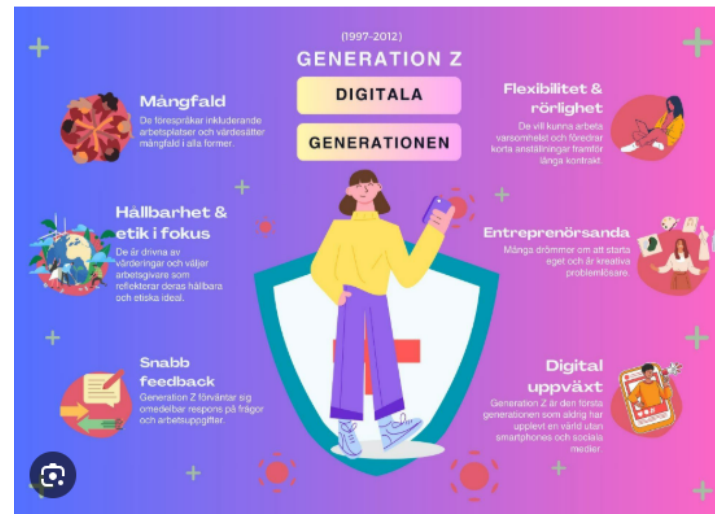 (1997-2012)
GENERATION Z
DIGITALA
GENERATIONEN
Mångfald
De förespråkar inkluderande
arbetsplatser och värdesätter
mångfald i alla former.
Hållbarhet &
etik i fokus
De är drivna av
värderingar och väljer
arbetsgivare som
reflekterar deras hållbara
och etiska ideal.
Snabb
feedback
Generation Z förväntar sig
omedelbar respons på frågor
och arbetsuppgifter.
Flexibilitet &
rörlighet
De vill kunna arbeta
varsomhelst och föredrar
korta anställningar framför
långa kontrakt.
Entreprenörsanda
Många drömmer om att starta
eget och är kreativa
problemlösare.
Digital
uppväxt
Generation Z är den första
generationen som aldrig har
upplevt en värld utan
smartphones och sociala
medier.